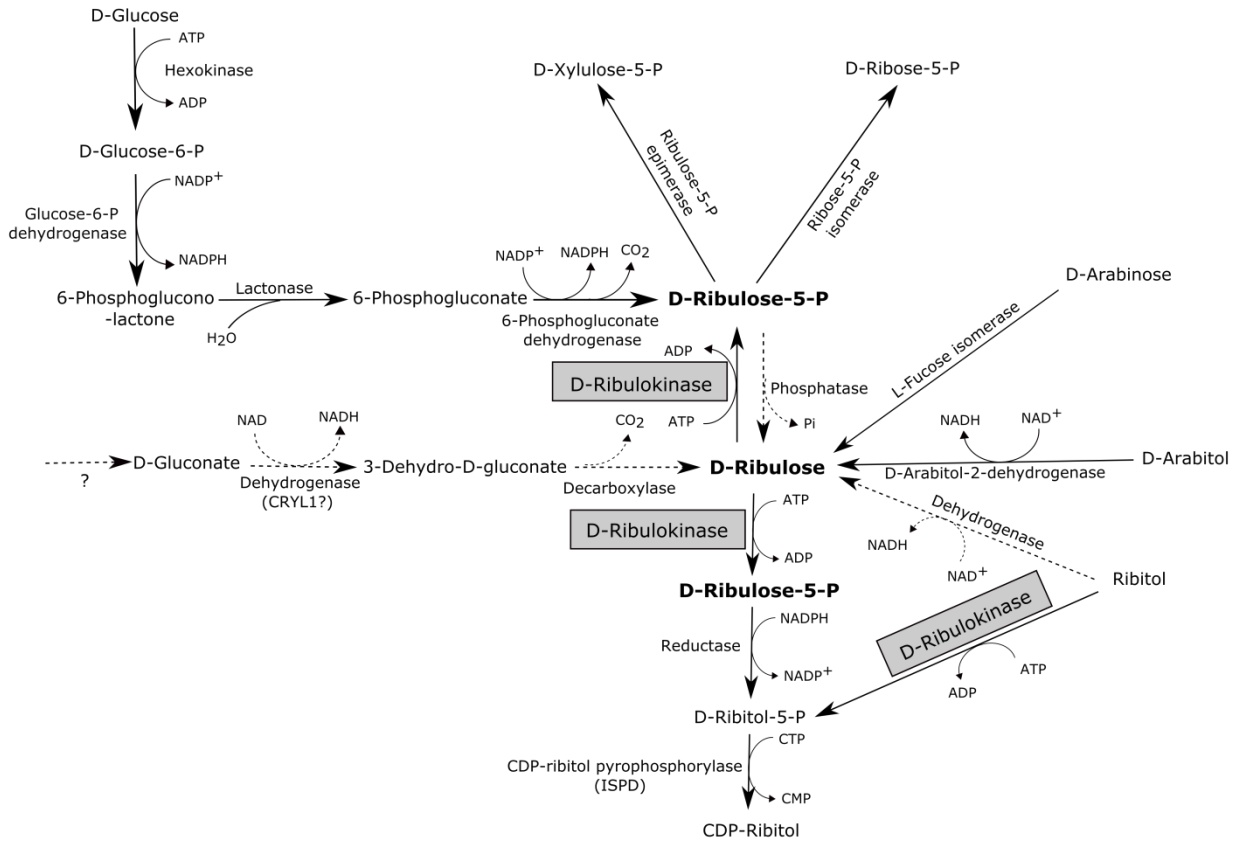 D-Glucose
ATP
Hexokinase
ADP
D-Glucose-6-P
NADP+
Glucose-6-P
dehydrogenase
NADPH
6-Phosphoglucono
-lactone
Lactonase
H2O
6-Phosphogluconate
NADP+
NADPH
CO2
6-Phosphogluconate
dehydrogenase
D-Ribulose-5-P
D-Xylulose-5-P
Ribulose-5-P
epimerase
D-Ribose-5-P
Ribose-5-P
isomerase
D-Arabinose
L-Fucose isomerase
ADP
D-Ribulokinase
ATP
Phosphatase
Pi
?
D-Gluconate
NAD
NADH
Dehydrogenase
(CRYL1?)
3-Dehydro-D-gluconate
CO2
Decarboxylase
D-Ribulose
NADH
NAD+
D-Arabitol-2-dehydrogenase
D-Arabitol
D-Ribulokinase
ATP
ADP
Dehydrogenase
NADH
NAD+
Ribitol
D-Ribulose-5-P
D-Ribulokinase
ADP
ATP
Reductase
NADPH
NADP+
D-Ribitol-5-P
CDP-ribitol pyrophosphorylase
(ISPD)
CTP
CMP
CDP-Ribitol